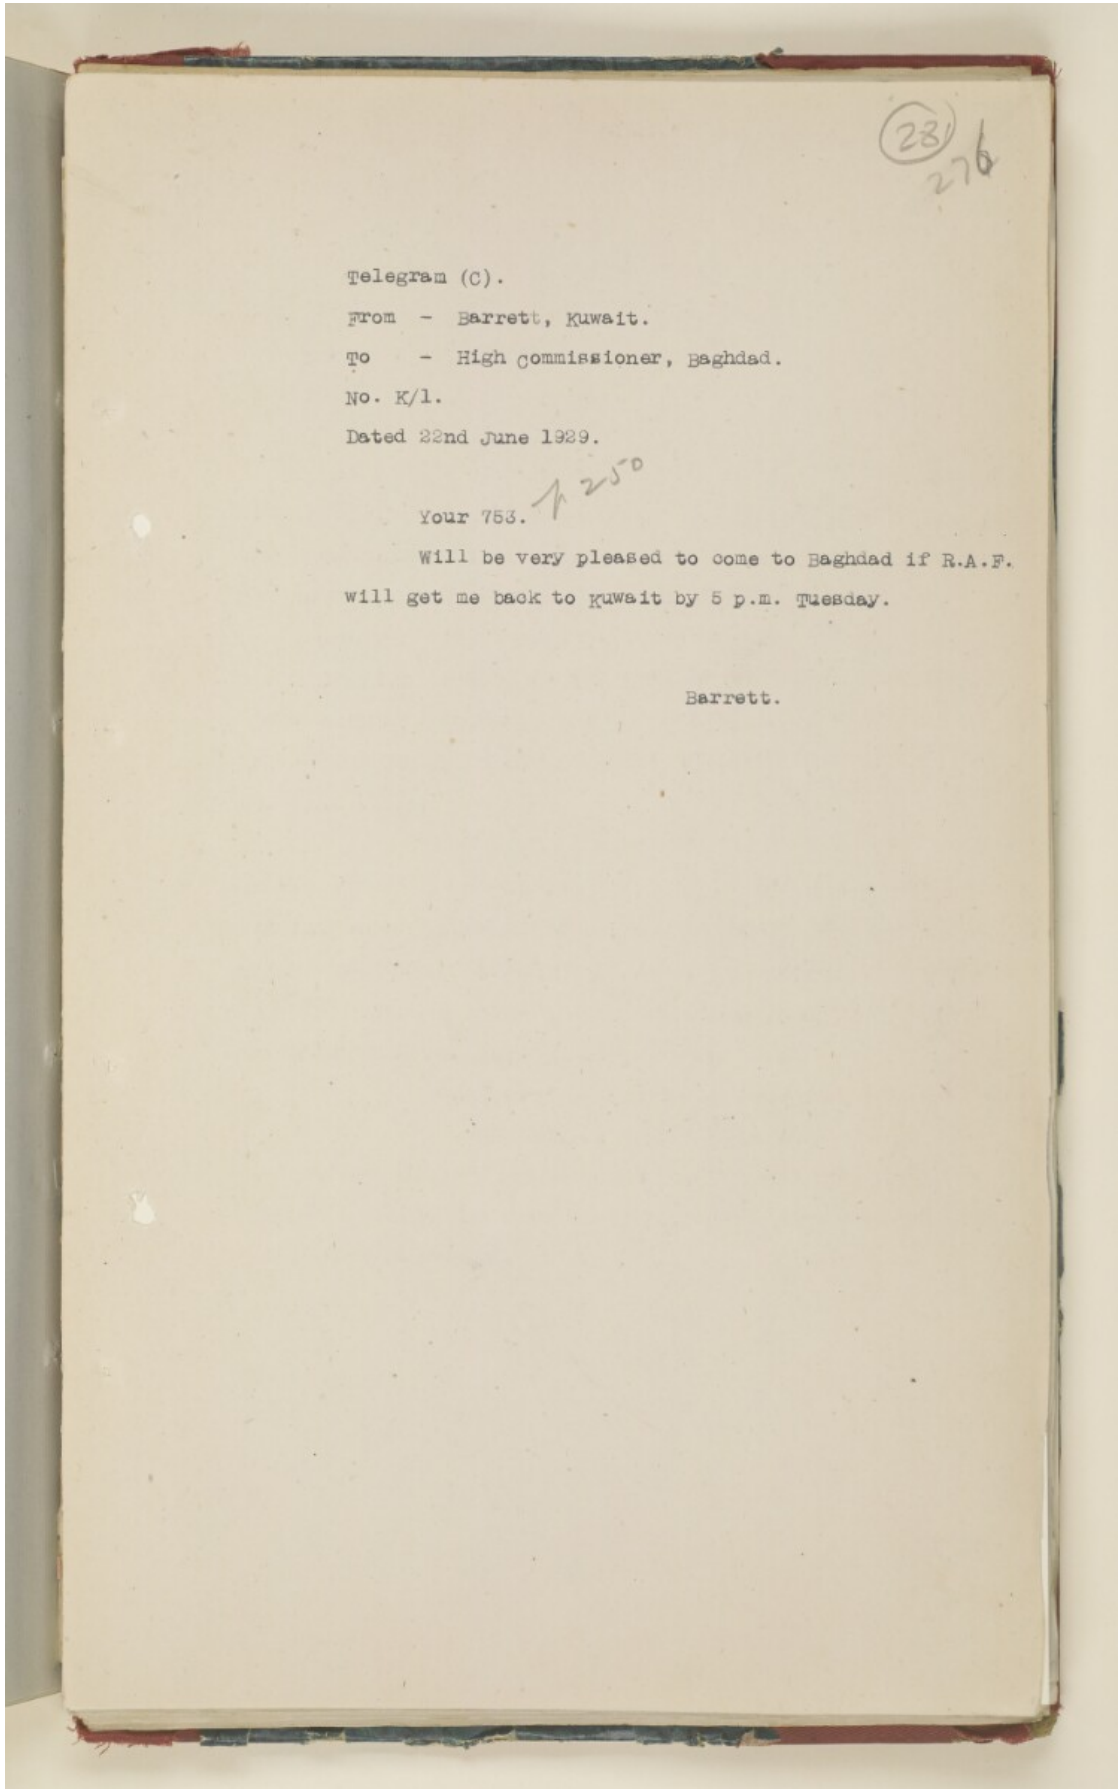 28
276
Telegram (C).
From - Barrett, Kuwait.
To - High Commissioner, Baghdad.
No. K/1.
Dated 22nd June 1929.
p 250
Your 753.
Will be very pleased to come to Baghdad if R.A.F.
will get me back to Kuwait by 5 p.m. Tuesday.
Barrett.